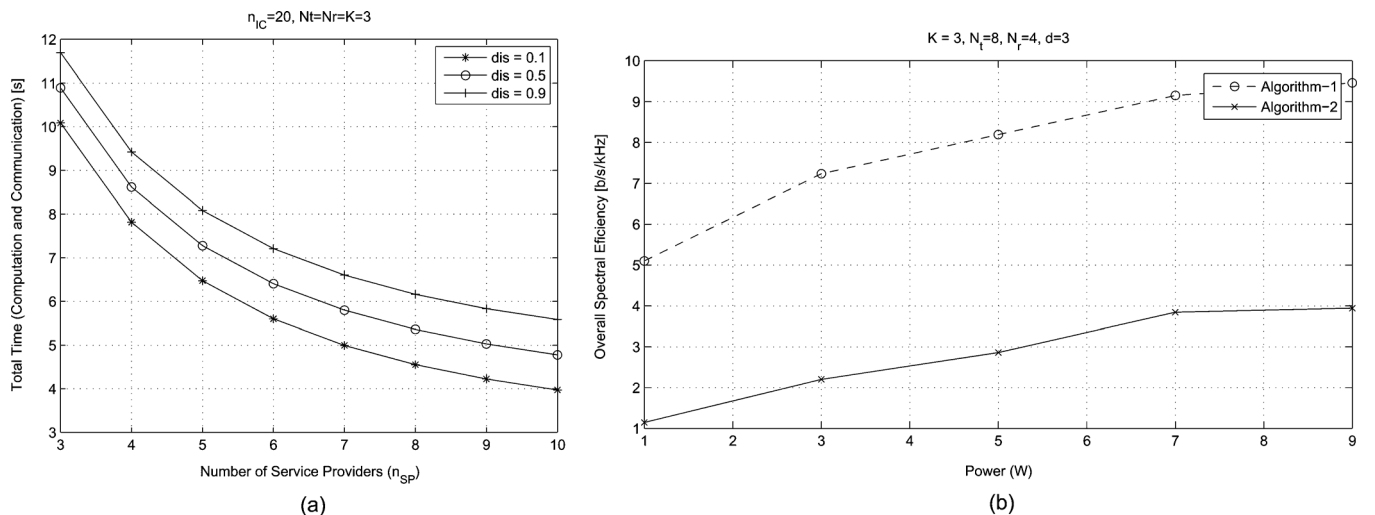 n_IC=20, Nt=Nr=K=3
12
11
10
9
8
7
6
5
4
3
3 4 5 6 7 8 9 10
Total Time (Computation and Communication) [s]
Number of Service Providers (n_SP)
dis = 0.1
dis = 0.5
dis = 0.9
(a)
K = 3, N_t=8, N_r=4, d=3
10
9
8
7
6
5
4
3
2
1
1 2 3 4 5 6 7 8 9
Overall Spectral Eficiency [b/s/kHz]
Power (W)
Algorithm-1
Algorithm-2
(b)